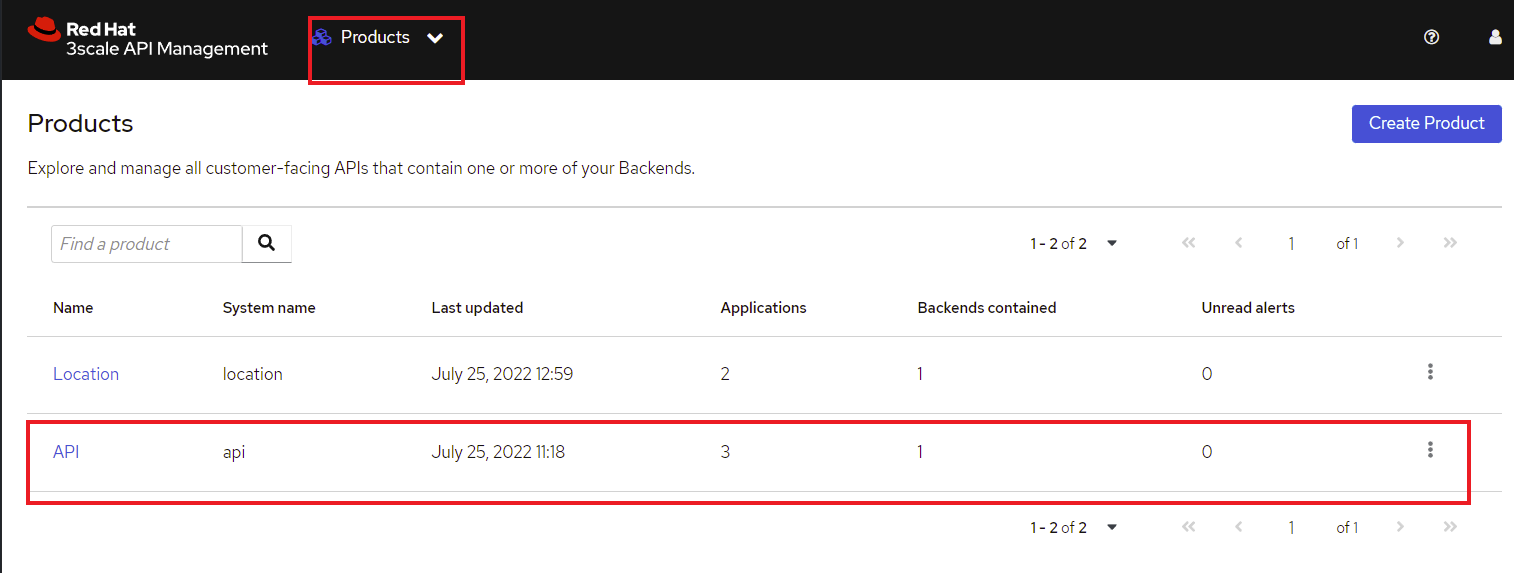 Red Hat
3scale API Management
Products
Products
Create Product
Explore and manage all customer-facing APIs that contain one or more of your Backends.
Find a product
1 - 2 of 2
1 of 1
Name System name Last updated Applications Backends contained Unread alerts
Location location July 25, 2022 12:59 2 1 0
API api July 25, 2022 11:18 3 1 0
1 - 2 of 2
1 of 1